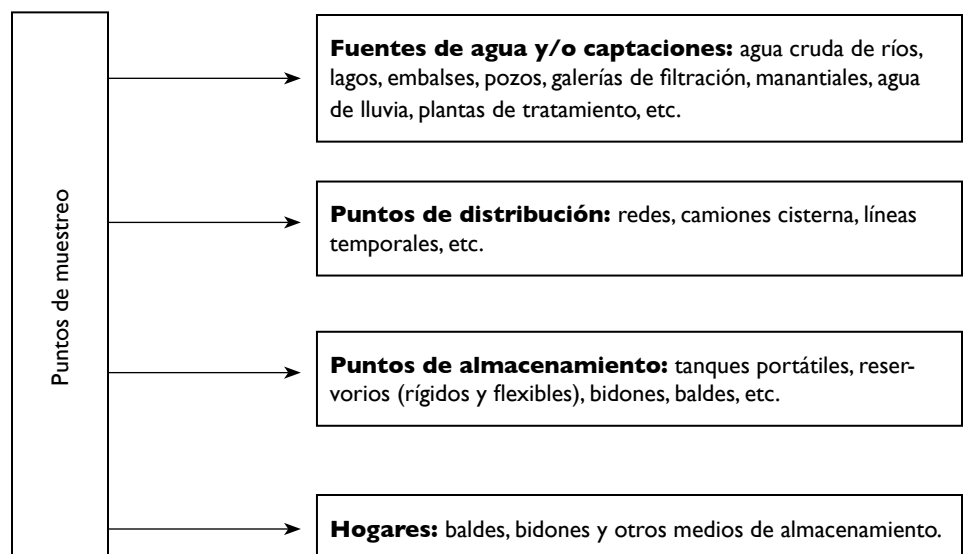 Puntos de muestreo
Fuentes de agua y/o captaciones: agua cruda de ríos,
lagos, embalses, pozos, galerías de filtración, manantiales, agua
de lluvia, plantas de tratamiento, etc.
Puntos de distribución: redes, camiones cisterna, líneas
temporales, etc.
Puntos de almacenamiento: tanques portátiles, reser-
vorios (rígidos y flexibles), bidones, baldes, etc.
Hogares: baldes, bidones y otros medios de almacenamiento.